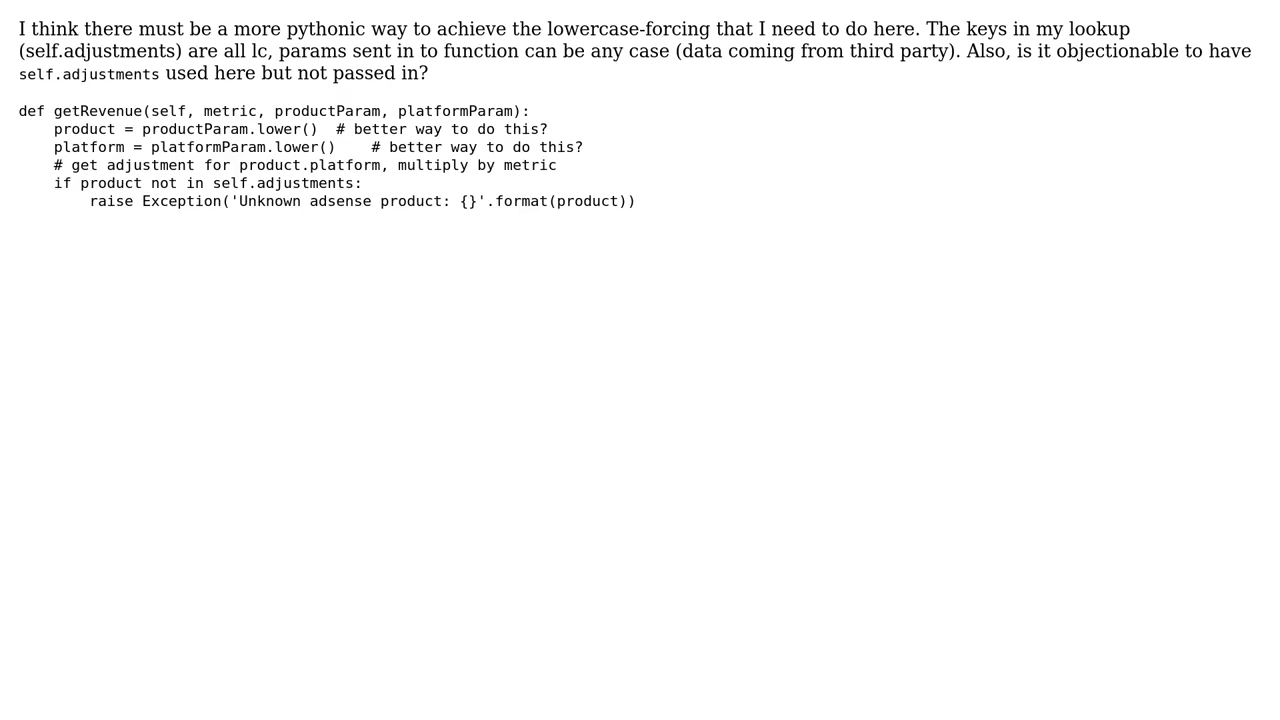 I think there must be a more pythonic way to achieve the lowercase-forcing that I need to do here. The keys in my lookup
(self.adjustments) are all lc, params sent in to function can be any case (data coming from third party). Also, is it objectionable to have
self.adjustments used here but not passed in?
def getRevenue(self, metric, productParam, platformParam):
    product = productParam.lower()  # better way to do this?
    platform = platformParam.lower()    # better way to do this?
    # get adjustment for product.platform, multiply by metric
    if product not in self.adjustments:
        raise Exception('Unknown adsense product: {}'.format(product))